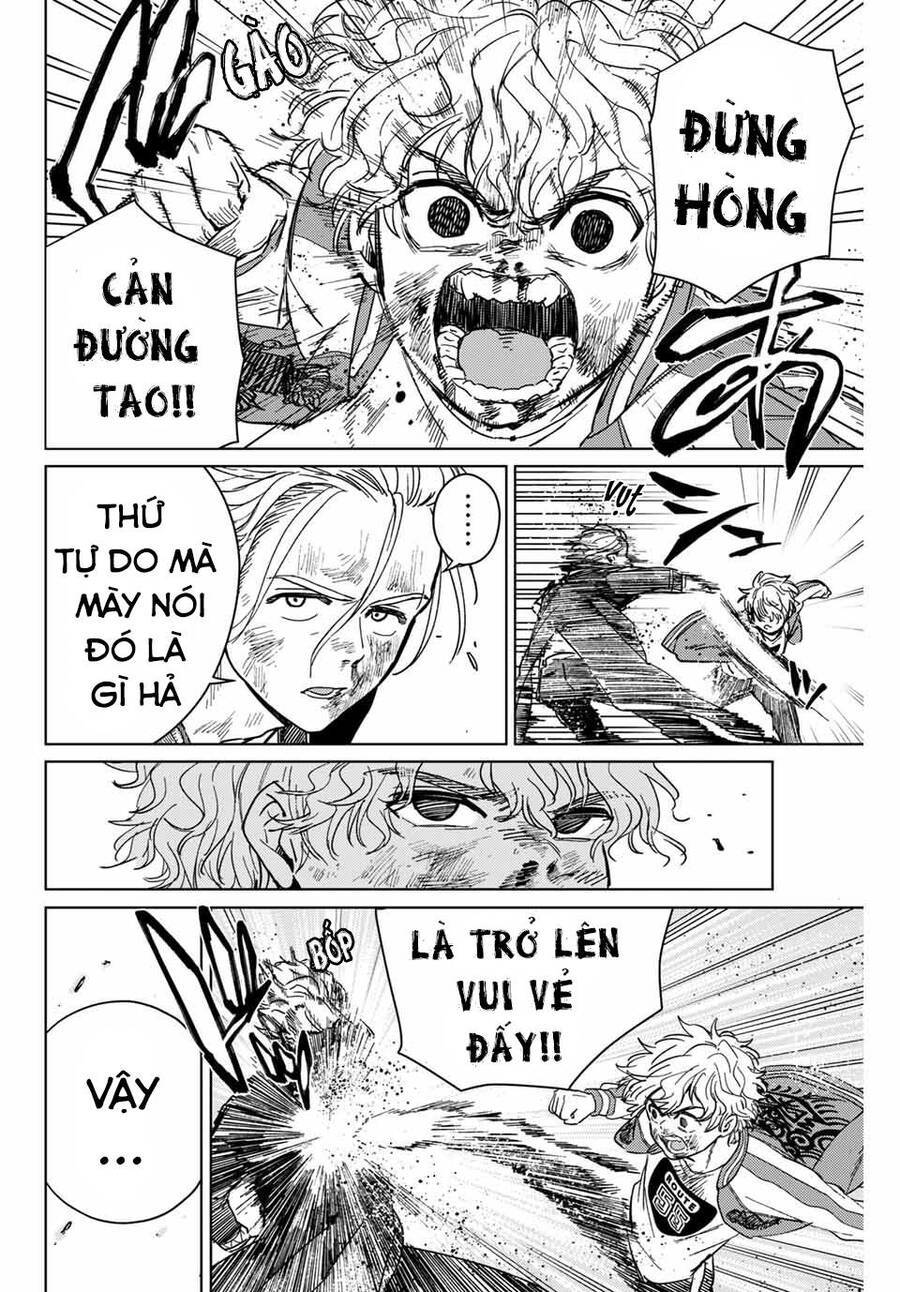 ĐỪNG
HÒNG
GÀO
CẢN
ĐƯỜNG
TAO!!
あ
vụt
......
THỨ
TỰ DO MÀ
MÀY NÓI
ĐÓ LÀ
GÌ HẢ
LÀ TRỞ LÊN
VUI VẺ
ĐẤY!!
BỐP
ROUTE
VẬY
...